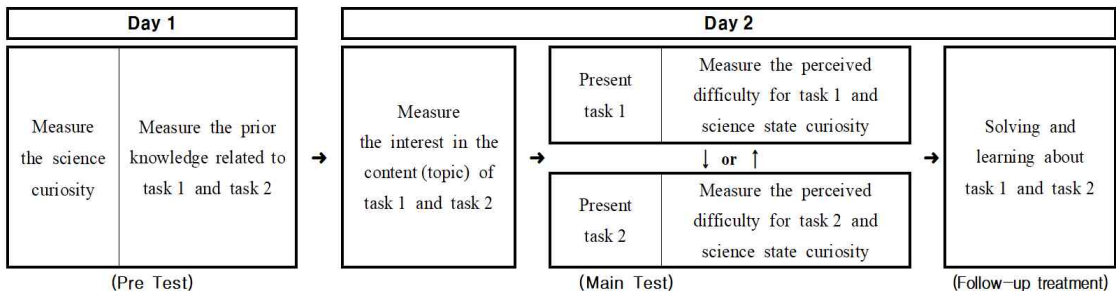 Day 1
Day 2
Measure
the science
curiosity
Measure the prior
knowledge related to
task 1 and task 2
→
Measure
the interest in the
content (topic) of
task 1 and task 2
→
Present
task 1
Measure the perceived
difficulty for task 1 and
science state curiosity
↓ or ↑
Present
task 2
Measure the perceived
difficulty for task 2 and
science state curiosity
→
Solving and
learning about
task 1 and task 2
(Pre Test)
(Main Test)
(Follow-up treatment)